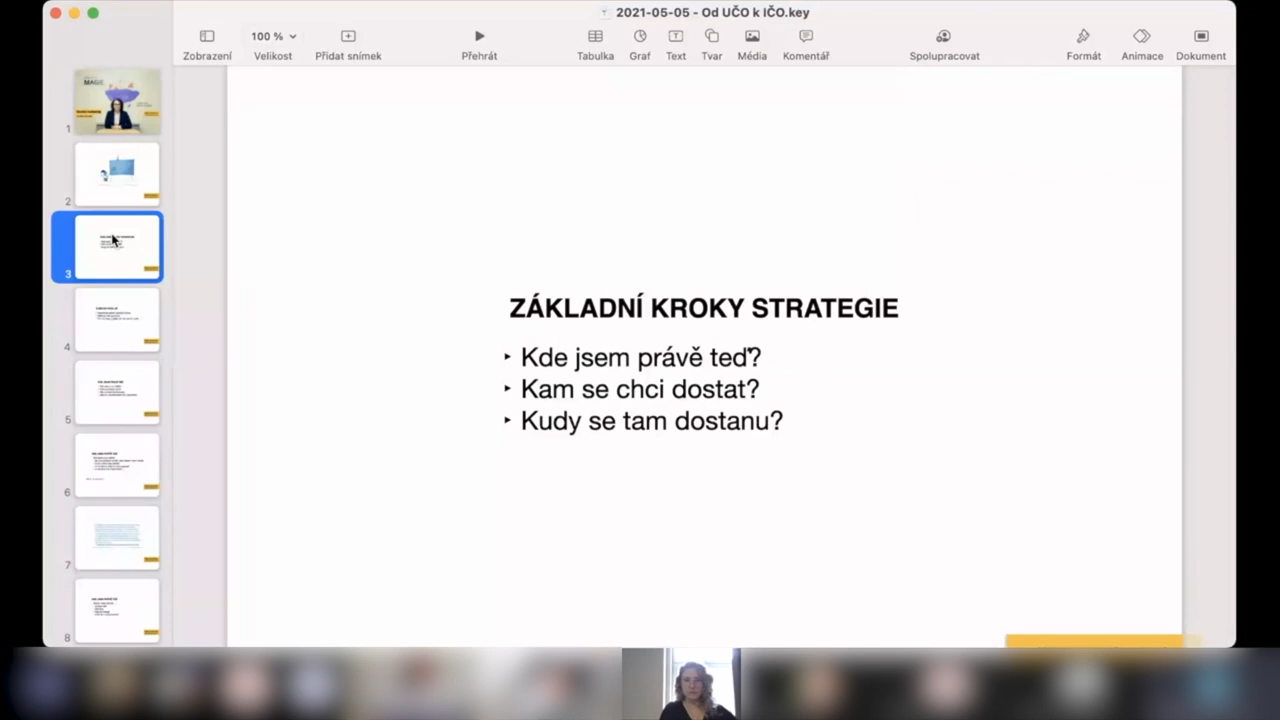 2021-05-05 - Od UČO k IČO.key
100 %
Zobrazení Velikost Přidat snímek Přehrát Tabulka Graf Text Tvar Média Komentář Spolupracovat Formát Animace Dokument
1
2
3
4
5
6
7
8
ZÁKLADNÍ KROKY STRATEGIE
‣ Kde jsem právě teď?
‣ Kam se chci dostat?
‣ Kudy se tam dostanu?